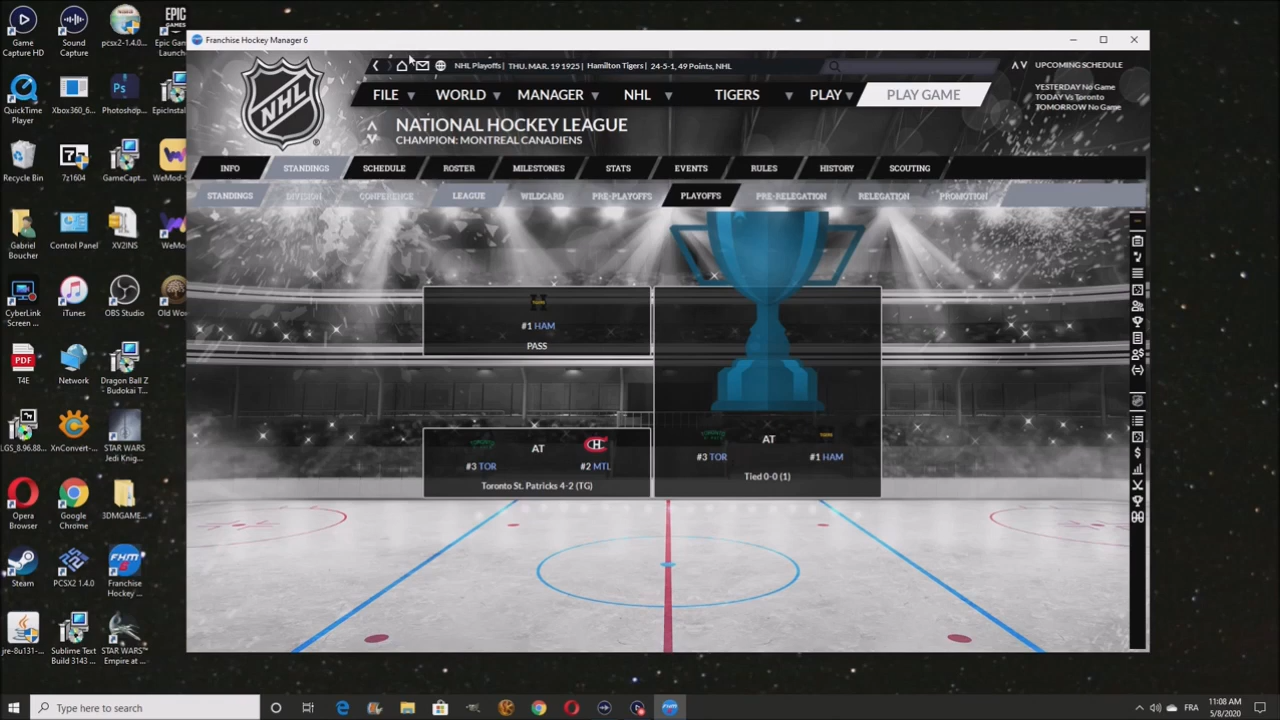 Game Capture HD
Sound Capture
pcsx2-1.4.0...
Epic Gam Launch
EPIC GAMES
QuickTime Player
Xbox360_6...
Photoshdp...
EpicInstal
Recycle Bin
7z1604
GameCapt...
WeMod-
Gabriel Boucher
Control Panel
XV2INS
WeMo
CyberLink Screen ...
iTunes
OBS Studio
Old Wo
PDF
T4E
Network
Dragon Ball Z - Budokai T...
LGS_8.96.88...
XnConvert-...
STAR WARS Jedi Knig...
Opera Browser
Google Chrome
3DMGAME...
Steam
PCSX2 1.4.0
FHM 6
Franchise Hockey ...
jre-8u131-...
Sublime Text Build 3143 ...
STAR WARS™ Empire at ...
Franchise Hockey Manager 6
NHL Playoffs | THU. MAR. 19 1925 | Hamilton Tigers | 24-5-1, 49 Points, NHL
UPCOMING SCHEDULE
YESTERDAY No Game
TODAY Vs Toronto
TOMORROW No Game
NHL
FILE WORLD MANAGER NHL TIGERS PLAY PLAY GAME
NATIONAL HOCKEY LEAGUE
CHAMPION: MONTREAL CANADIENS
INFO STANDINGS SCHEDULE ROSTER MILESTONES STATS EVENTS RULES HISTORY SCOUTING
STANDINGS DIVISION CONFERENCE LEAGUE WILDCARD PRE-PLAYOFFS PLAYOFFS PRE-RELEGATION RELEGATION PROMOTION
#1 HAM
PASS
AT
#3 TOR #2 MTL
Toronto St. Patricks 4-2 (TG)
AT
#3 TOR #1 HAM
Tied 0-0 (1)
Type here to search
FRA
11:08 AM
5/8/2020